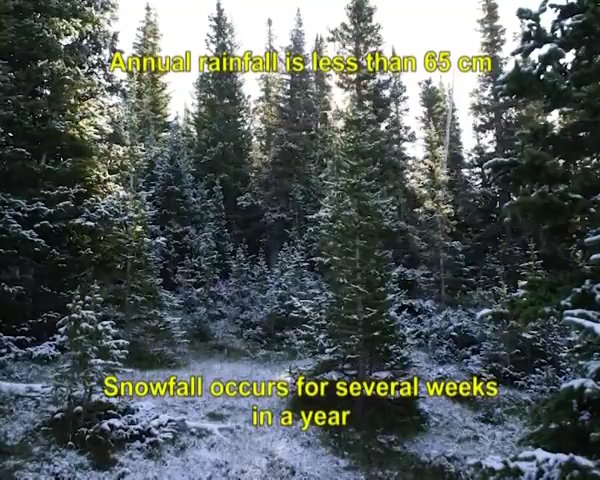 Annual rainfall is less than 65 cm
Snowfall occurs for several weeks
in a year